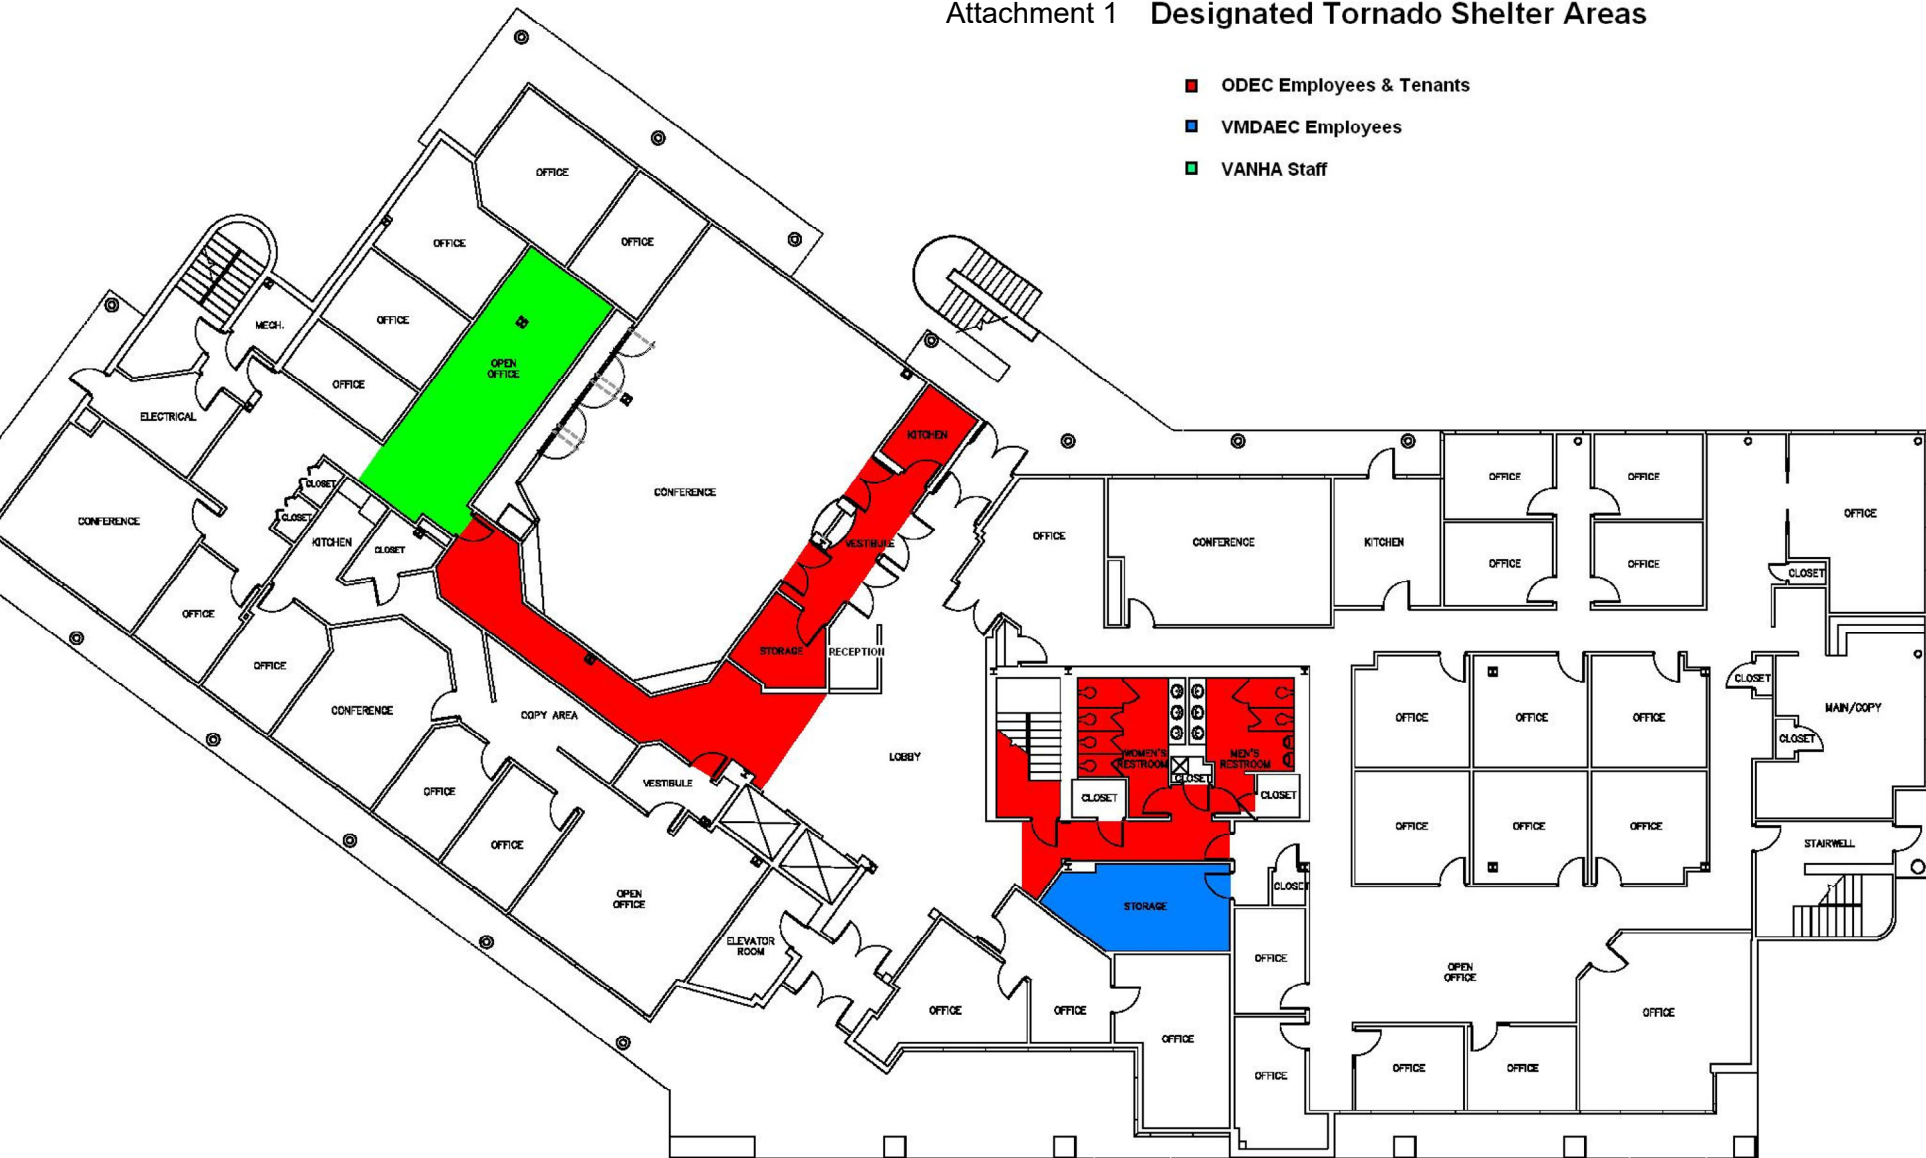 Attachment 1 Designated Tornado Shelter Areas
ODEC Employees & Tenants
VMDAEC Employees
VANHA Staff
OFFICE
OFFICE
OFFICE
OFFICE
MECH.
OFFICE
OPEN
OFFICE
ELECTRICAL
KITCHEN
CONFERENCE
CLOSET
CLOSET
CONFERENCE
KITCHEN
CLOSET
VESTIBULE
OFFICE
OFFICE
CONFERENCE
STORAGE
RECEPTION
COPY AREA
VESTIBULE
OFFICE
OFFICE
OPEN
OFFICE
ELEVATOR
ROOM
LOBBY
OFFICE
CONFERENCE
KITCHEN
OFFICE
OFFICE
OFFICE
OFFICE
OFFICE
CLOSET
CLOSET
MAIN/COPY
CLOSET
OFFICE
OFFICE
OFFICE
WOMEN'S
RESTROOM
MEN'S
RESTROOM
CLOSET
CLOSET
CLOSET
OFFICE
OFFICE
OFFICE
STAIRWELL
CLOSET
STORAGE
OFFICE
OPEN
OFFICE
OFFICE
OFFICE
OFFICE
OFFICE
OFFICE
OFFICE
OFFICE